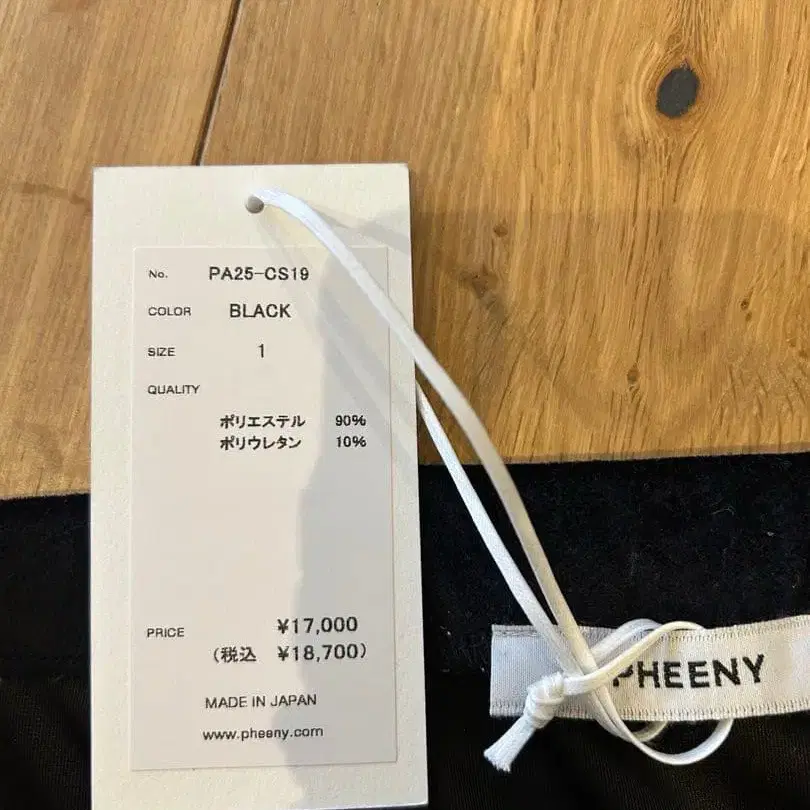 No. PA25-CS19
COLOR BLACK
SIZE 1
QUALITY
ポリエステル 90%
ポリウレタン 10%
PRICE ¥17,000
(税込 ¥18,700)
MADE IN JAPAN
www.pheeny.com
PHEENY